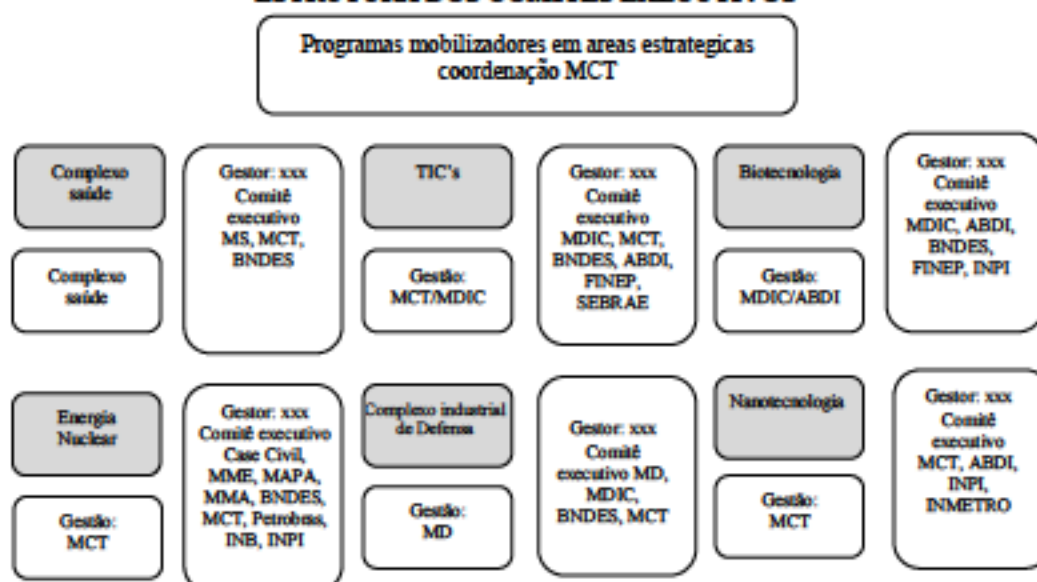 Programas mobilizadores em areas estrategicas
coordenação MCT
Complexo
saúde
Complexo
saúde
Gestor: xxx
Comitê
executivo
MS, MCT,
BNDES
TIC's
Gestão:
MCT/MDIC
Gestor: xxx
Comitê
executivo
MDIC, MCT,
BNDES, ABDI,
FINEP,
SEBRAE
Biotecnologia
Gestão:
MDIC/ABDI
Gestor: xxx
Comitê
executivo
MDIC, ABDI,
BNDES,
FINEP, INPI
Energia
Nuclear
Gestão:
MCT
Gestor: xxx
Comitê executivo
Case Civil,
MME, MAPA,
MMA, BNDES,
MCT, Petrobras,
INB, INPI
Complexo industrial
de Defensa
Gestão:
MD
Gestor: xxx
Comitê
executivo MD,
MDIC,
BNDES, MCT
Nanotecnologia
Gestão:
MCT
Gestor: xxx
Comitê
executivo
MCT, ABDI,
INPI,
INMETRO